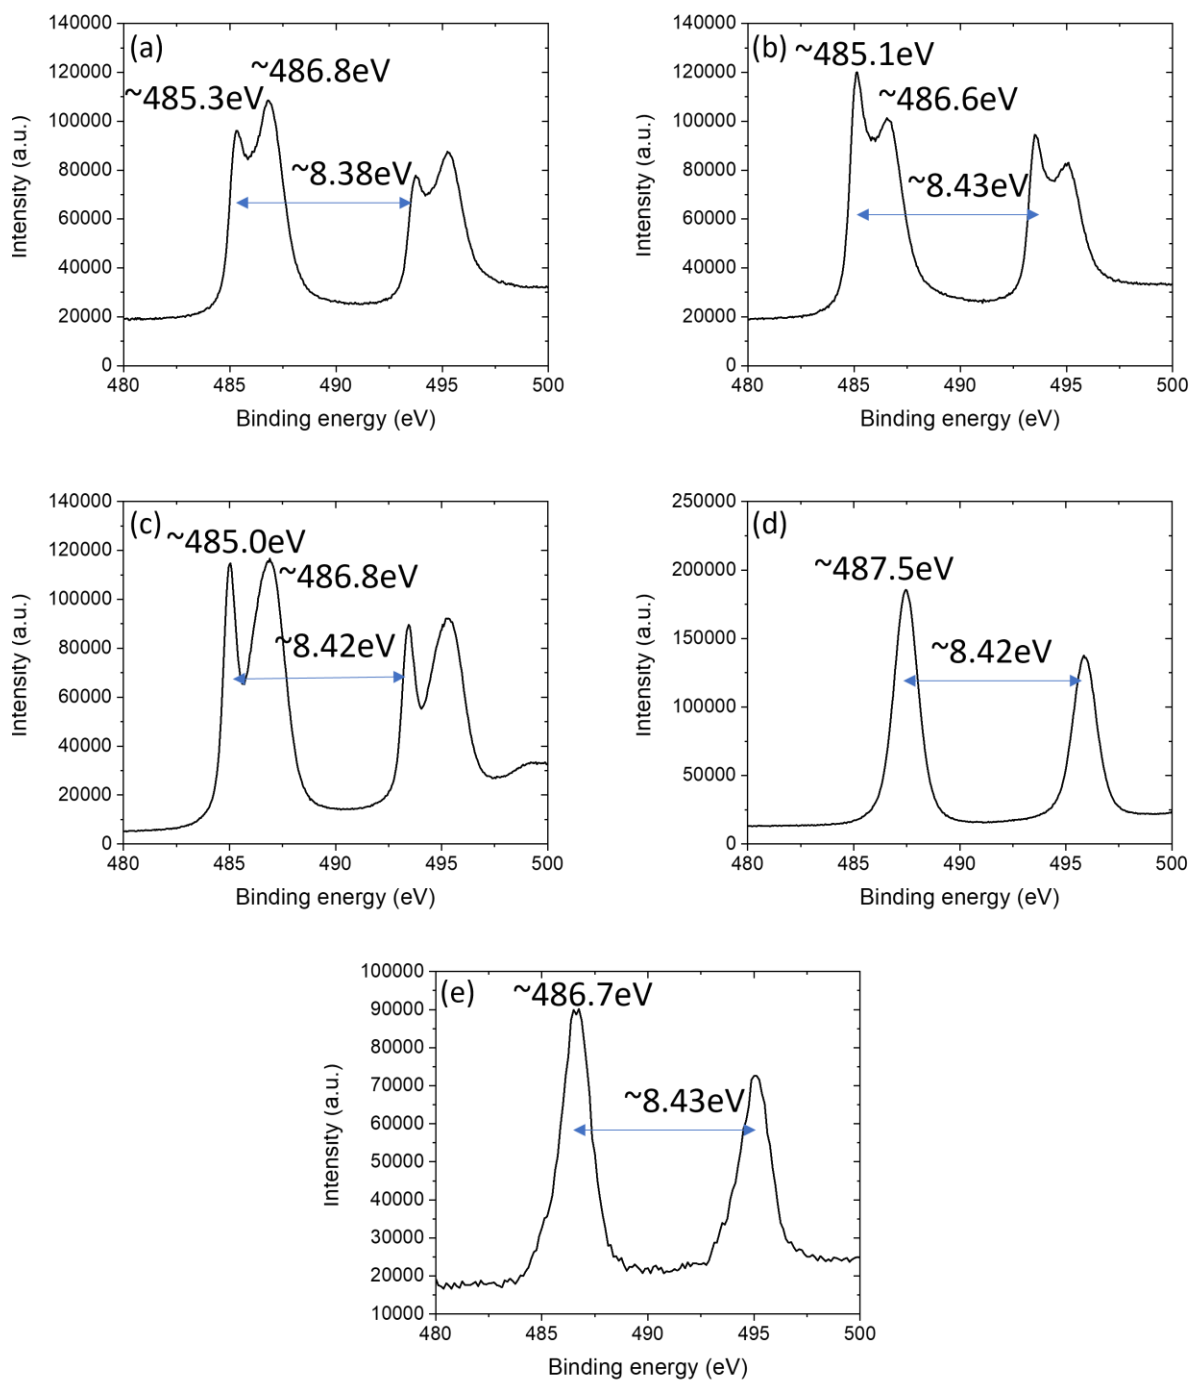 (a)
~486.8eV
~485.3eV
~8.38eV
140000
120000
100000
80000
60000
40000
20000
0
480
485
490
495
500
Intensity (a.u.)
Binding energy (eV)
(b)
~485.1eV
~486.6eV
~8.43eV
140000
120000
100000
80000
60000
40000
20000
0
480
485
490
495
500
Intensity (a.u.)
Binding energy (eV)
(c)
~485.0eV
~486.8eV
~8.42eV
140000
120000
100000
80000
60000
40000
20000
0
480
485
490
495
500
Intensity (a.u.)
Binding energy (eV)
(d)
~487.5eV
~8.42eV
250000
200000
150000
100000
50000
0
480
485
490
495
500
Intensity (a.u.)
Binding energy (eV)
(e)
~486.7eV
~8.43eV
100000
90000
80000
70000
60000
50000
40000
30000
20000
10000
480
485
490
495
500
Intensity (a.u.)
Binding energy (eV)